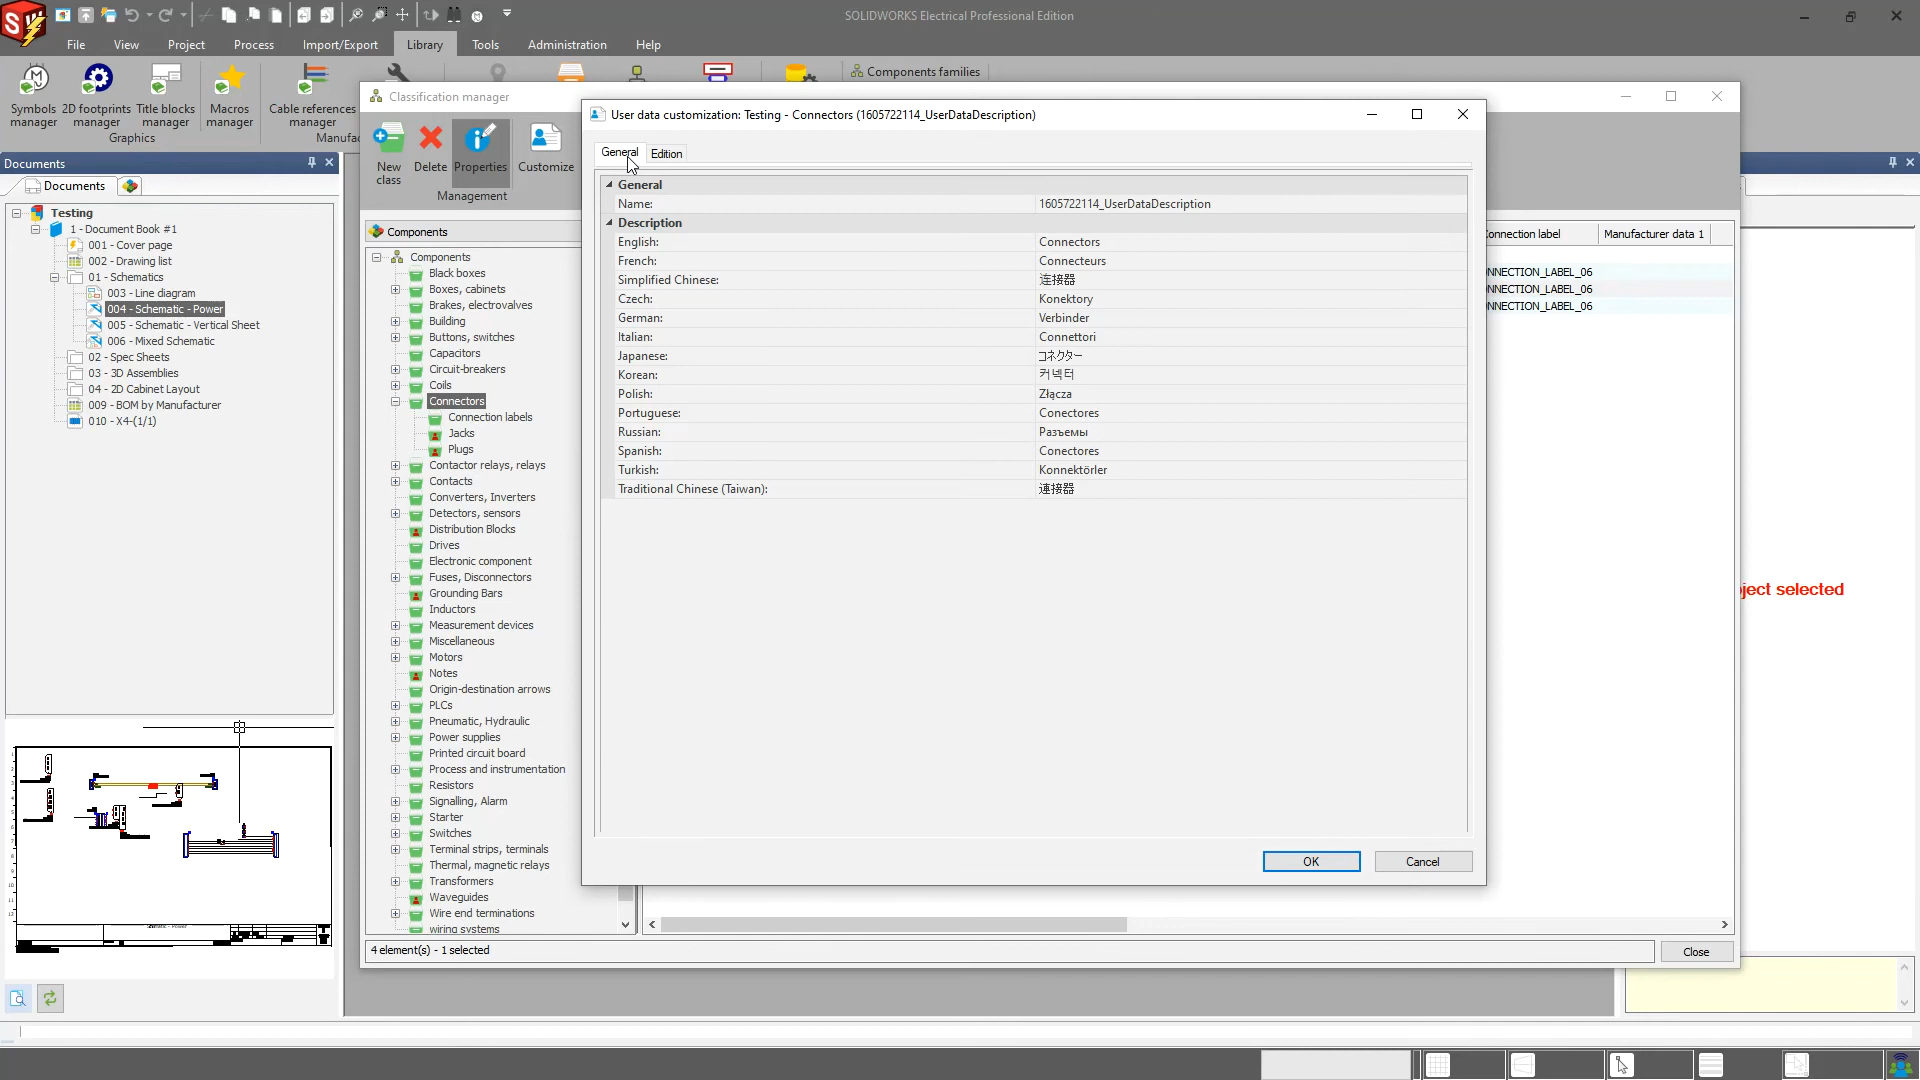 SOLIDWORKS Electrical Professional Edition
File View Project Process Import/Export Library Tools Administration Help
Symbols manager
2D footprints manager
Title blocks manager
Macros manager
Cable references
manager
Components families
Graphics
Manufac
Documents
Documents
Testing
1 - Document Book #1
001 - Cover page
002 - Drawing list
01 - Schematics
003 - Line diagram
004 - Schematic - Power
005 - Schematic - Vertical Sheet
006 - Mixed Schematic
02 - Spec Sheets
03 - 3D Assemblies
04 - 2D Cabinet Layout
009 - BOM by Manufacturer
010 - X4-(1/1)
Classification manager
New class
Delete
Properties
Customize
Management
Components
Components
Black boxes
Boxes, cabinets
Brakes, electrovalves
Building
Buttons, switches
Capacitors
Circuit-breakers
Coils
Connectors
Connection labels
Jacks
Plugs
Contactor relays, relays
Contacts
Converters, Inverters
Detectors, sensors
Distribution Blocks
Drives
Electronic component
Fuses, Disconnectors
Grounding Bars
Inductors
Measurement devices
Miscellaneous
Motors
Notes
Origin-destination arrows
PLCs
Pneumatic, Hydraulic
Power supplies
Printed circuit board
Process and instrumentation
Resistors
Signalling, Alarm
Starter
Switches
Terminal strips, terminals
Thermal, magnetic relays
Transformers
Waveguides
Wire end terminations
wiring systems
4 element(s) - 1 selected
Close
User data customization: Testing - Connectors (1605722114_UserDataDescription)
General Edition
General
Name: 1605722114_UserDataDescription
Description
English: Connectors
French: Connecteurs
Simplified Chinese: 连接器
Czech: Konektory
German: Verbinder
Italian: Connettori
Japanese: コネクター
Korean: 커넥터
Polish: Złącza
Portuguese: Conectores
Russian: Разъемы
Spanish: Conectores
Turkish: Konnektörler
Traditional Chinese (Taiwan): 連接器
OK Cancel
onnection label Manufacturer data 1
NNECTION_LABEL_06
NNECTION_LABEL_06
NNECTION_LABEL_06
ject selected